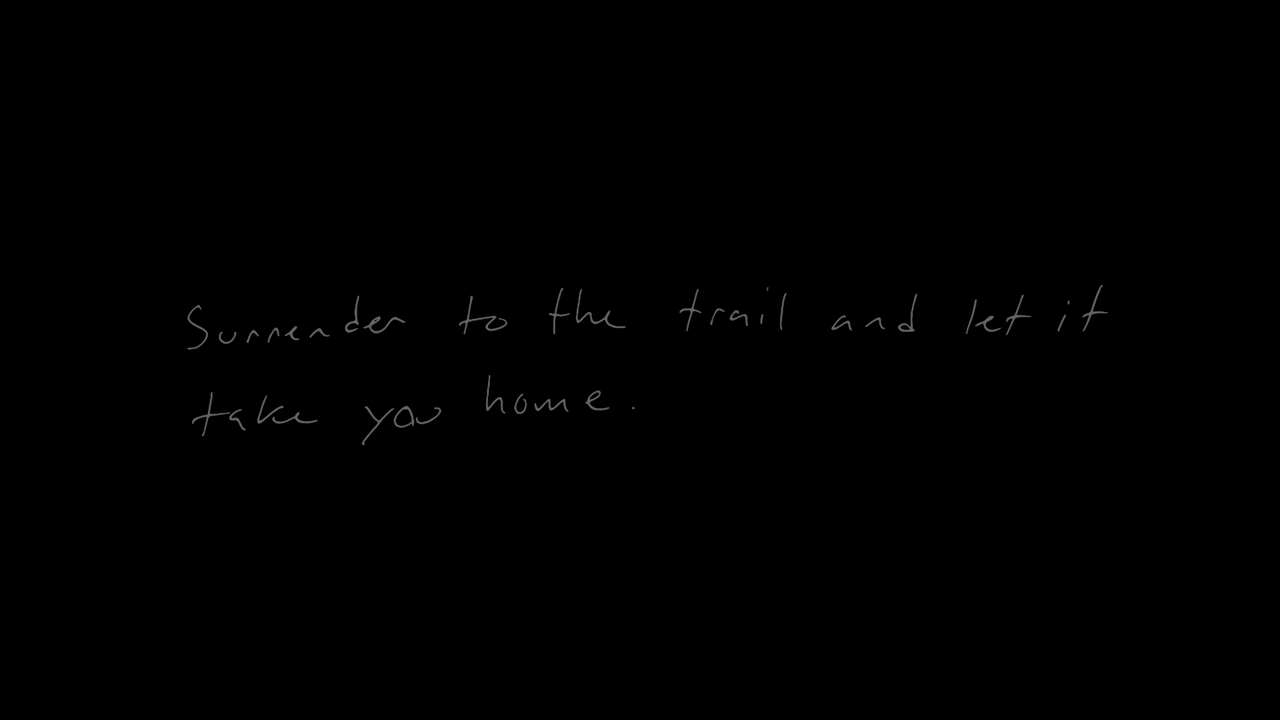 Surrender to the trail and let it
take you home.